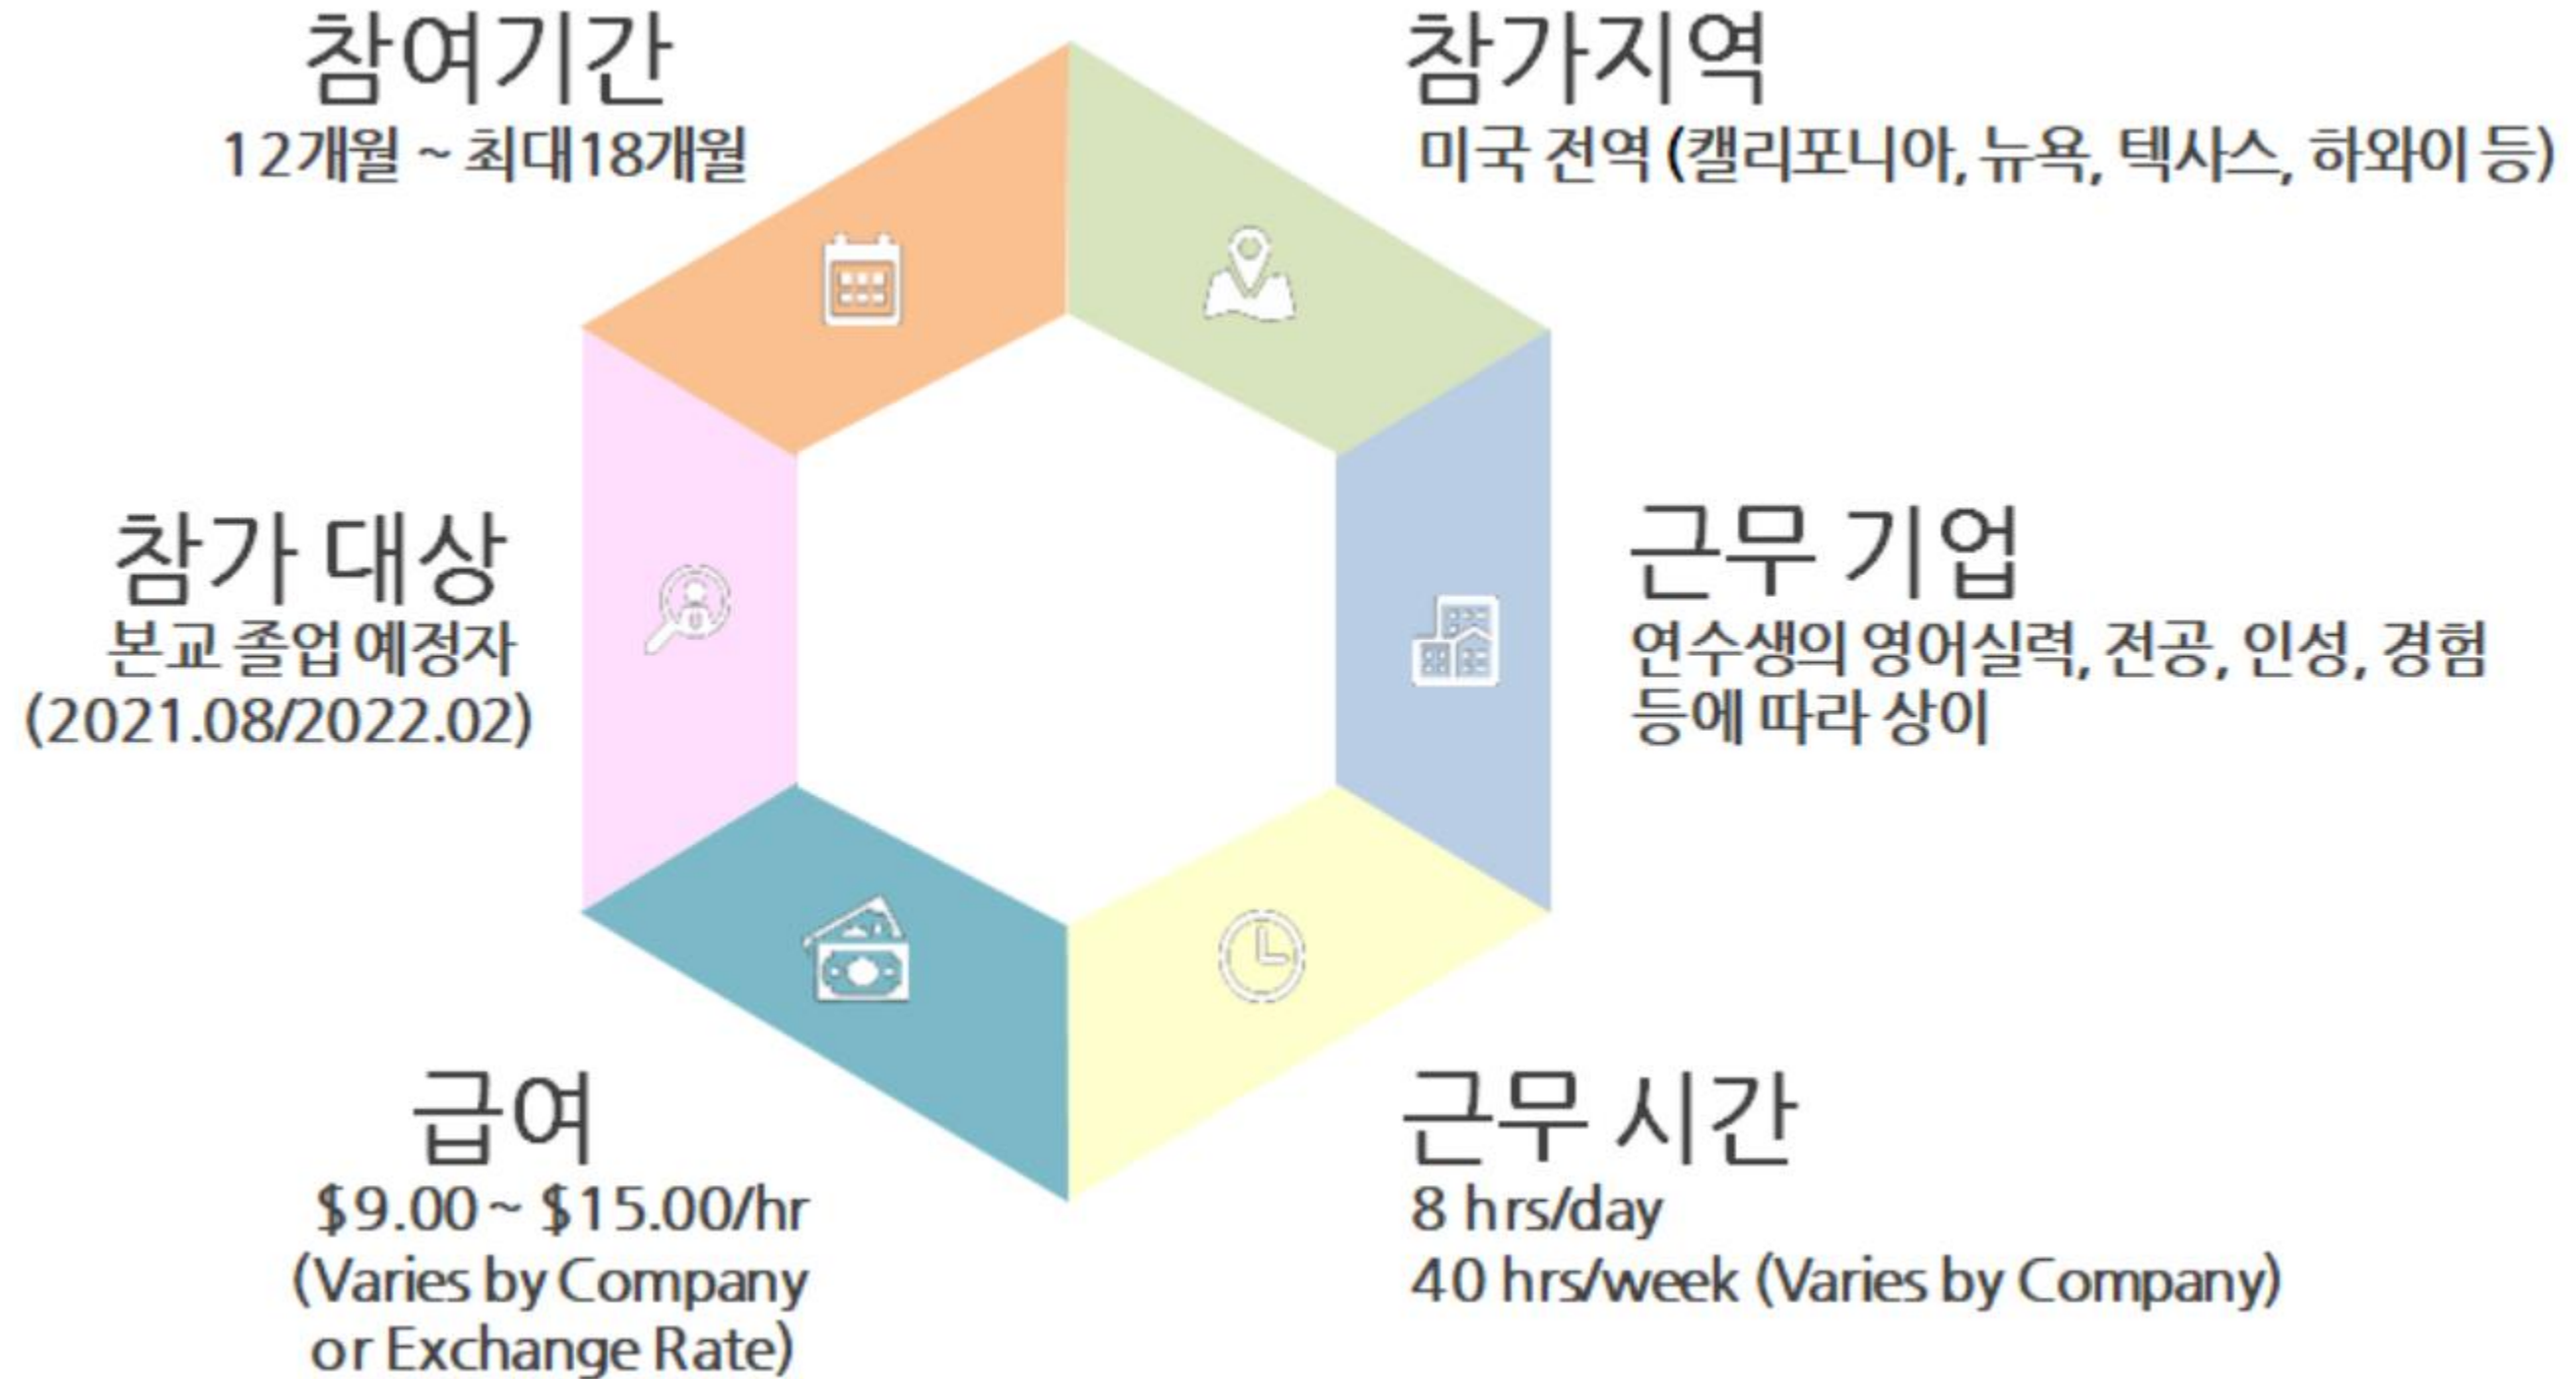 참여기간
12개월 ~ 최대18개월
참가지역
미국 전역 (캘리포니아, 뉴욕, 텍사스, 하와이 등)
참가 대상
본교 졸업 예정자
(2021.08/2022.02)
근무 기업
연수생의 영어실력, 전공, 인성, 경험
등에 따라 상이
급여
$9.00 ~ $15.00/hr
(Varies by Company
or Exchange Rate)
근무 시간
8 hrs/day
40 hrs/week (Varies by Company)